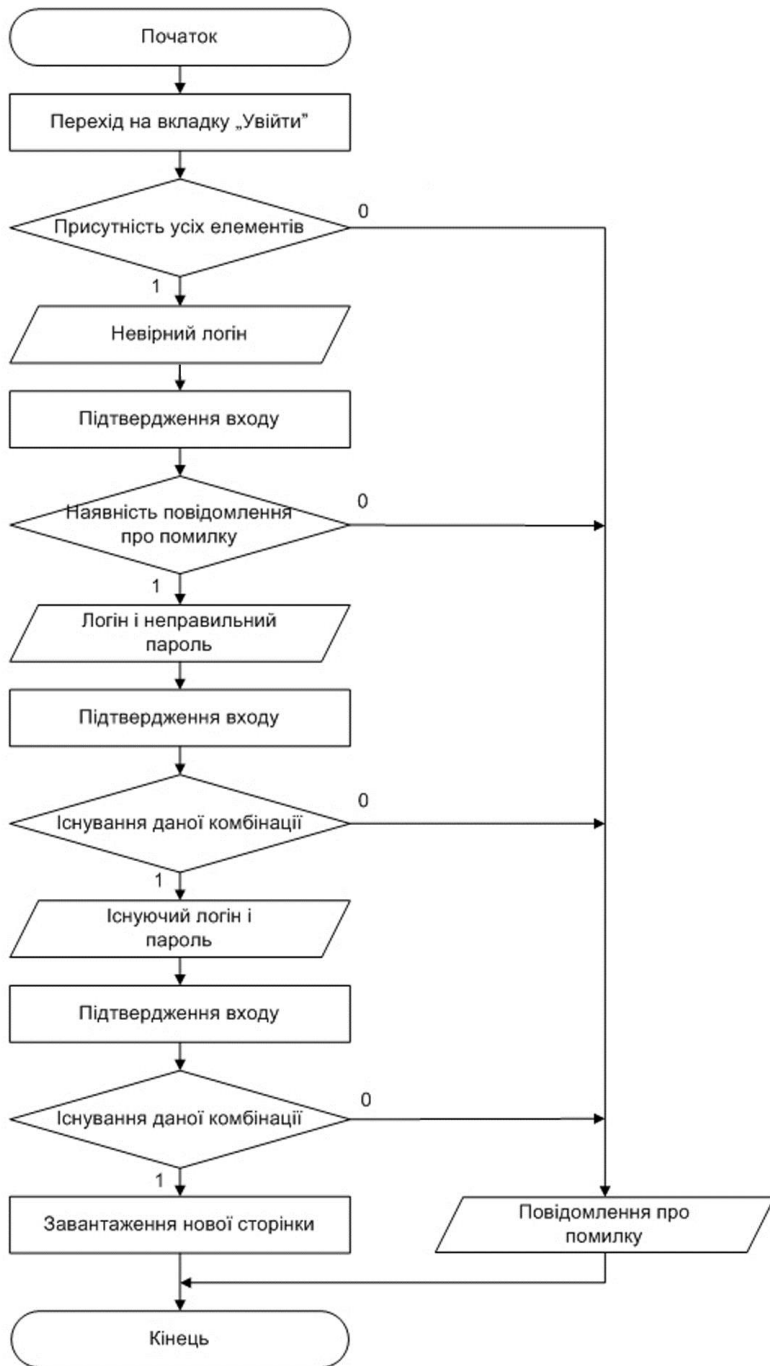 Початок
Перехід на вкладку „Увійти”
0
Присутність усіх елементів
1
Невірний логін
Підтвердження входу
0
Наявність повідомлення
про помилку
1
Логін і неправильний
пароль
Підтвердження входу
0
Існування даної комбінації
1
Існуючий логін і
пароль
Підтвердження входу
0
Існування даної комбінації
1
Завантаження нової сторінки
Повідомлення про
помилку
Кінець